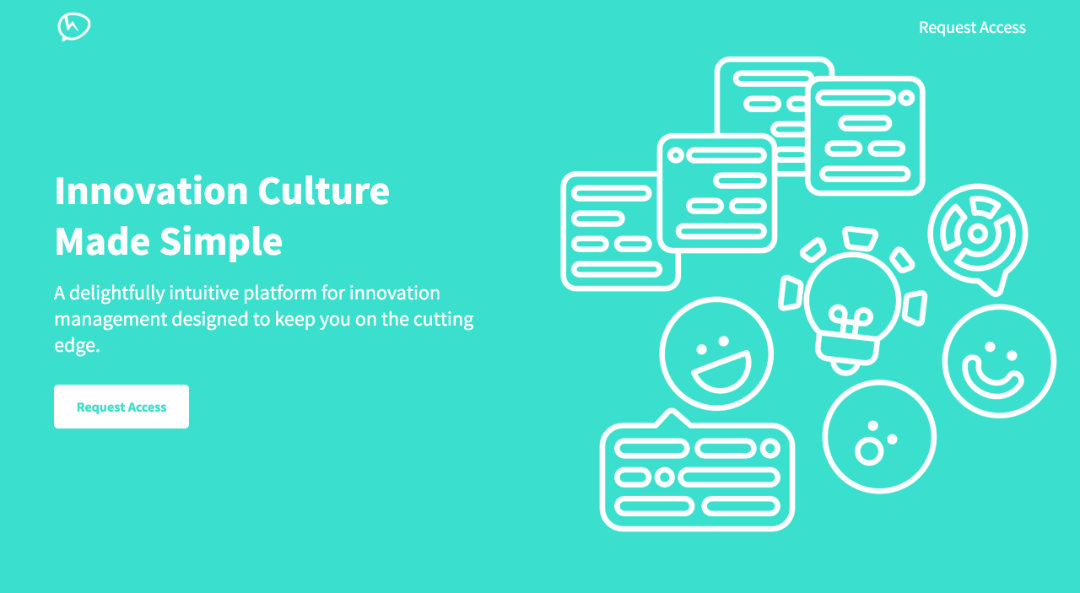 Request Access
Innovation Culture
Made Simple
A delightfully intuitive platform for innovation
management designed to keep you on the cutting
edge.
Request Access